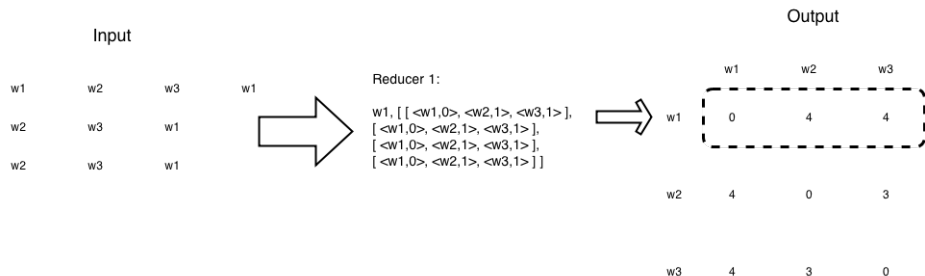 Input
w1 w2 w3 w1
w2 w3 w1
w2 w3 w1
Reducer 1:
w1, [ [ <w1,0>, <w2,1>, <w3,1> ],
[ <w1,0>, <w2,1>, <w3,1> ],
[ <w1,0>, <w2,1>, <w3,1> ],
[ <w1,0>, <w2,1>, <w3,1> ] ]
Output
w1 w2 w3
w1 0 4 4
w2 4 0 3
w3 4 3 0